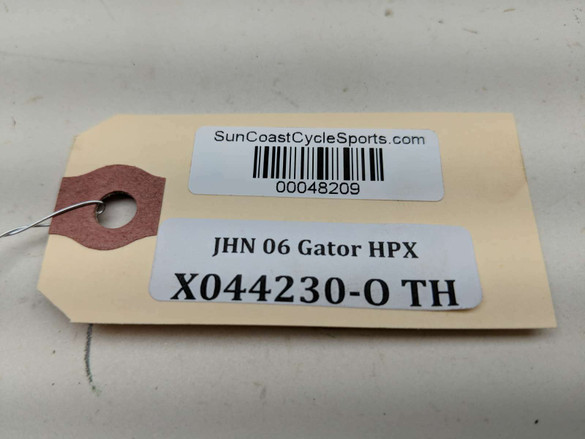 SunCoastCycleSports.com
00048209
JHN 06 Gator HPX
X044230-O TH